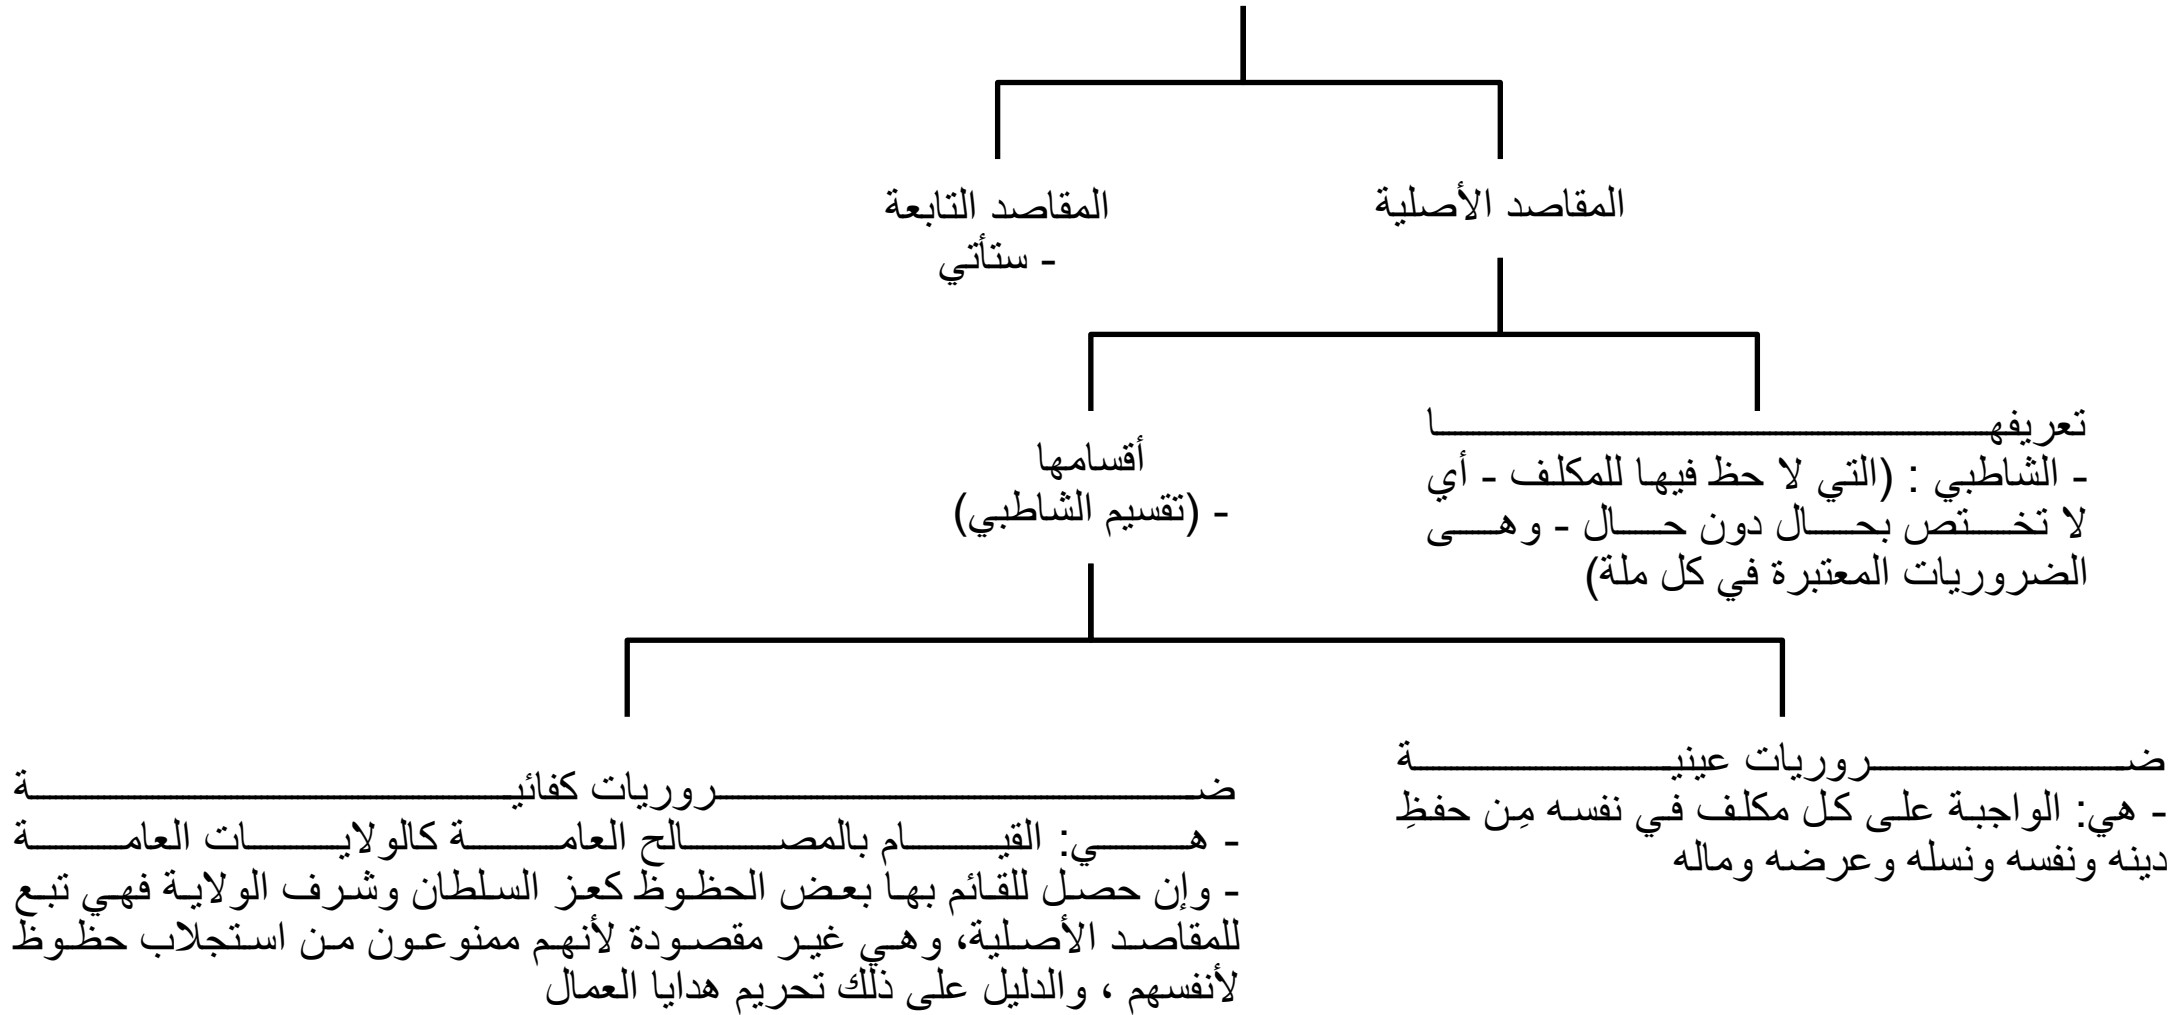 المقاصد الأصلية
المقاصد التابعة
- ستأتي
تعريفها
- الشاطبي : (التي لا حظ فيها للمكلف - أي
لا تختص بحال دون حال - وهى
الضروريات المعتبرة في كل ملة)
أقسامها
- (تقسيم الشاطبي)
ضروريات عينية
- هي: الواجبة على كل مكلف في نفسه مِن حفظِ
دينه ونفسه ونسله وعرضه وماله
ضروريات كفائية
- هي: القيام بالمصالح العامة كالولايات العامة
- وإن حصل للقائم بها بعض الحظوظ كعز السلطان وشرف الولاية فهي تبع
للمقاصد الأصلية، وهي غير مقصودة لأنهم ممنوعون من استجلاب حظوظ
لأنفسهم ، والدليل على ذلك تحريم هدايا العمال